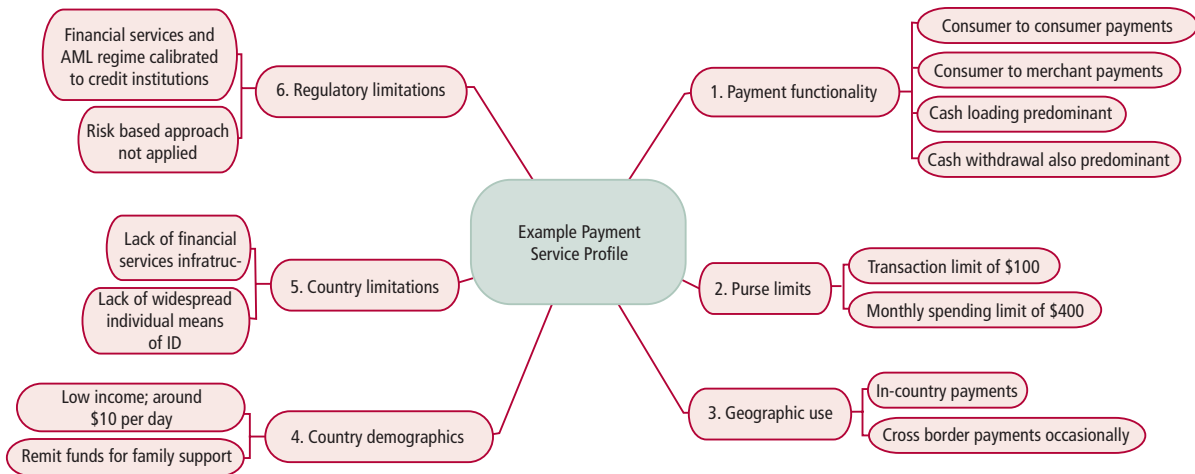 Example Payment
Service Profile
1. Payment functionality
Consumer to consumer payments
Consumer to merchant payments
Cash loading predominant
Cash withdrawal also predominant
2. Purse limits
Transaction limit of $100
Monthly spending limit of $400
3. Geographic use
In-country payments
Cross border payments occasionally
4. Country demographics
Low income; around
$10 per day
Remit funds for family support
5. Country limitations
Lack of financial
services infratruc-
Lack of widespread
individual means
of ID
6. Regulatory limitations
Financial services and
AML regime calibrated
to credit institutions
Risk based approach
not applied